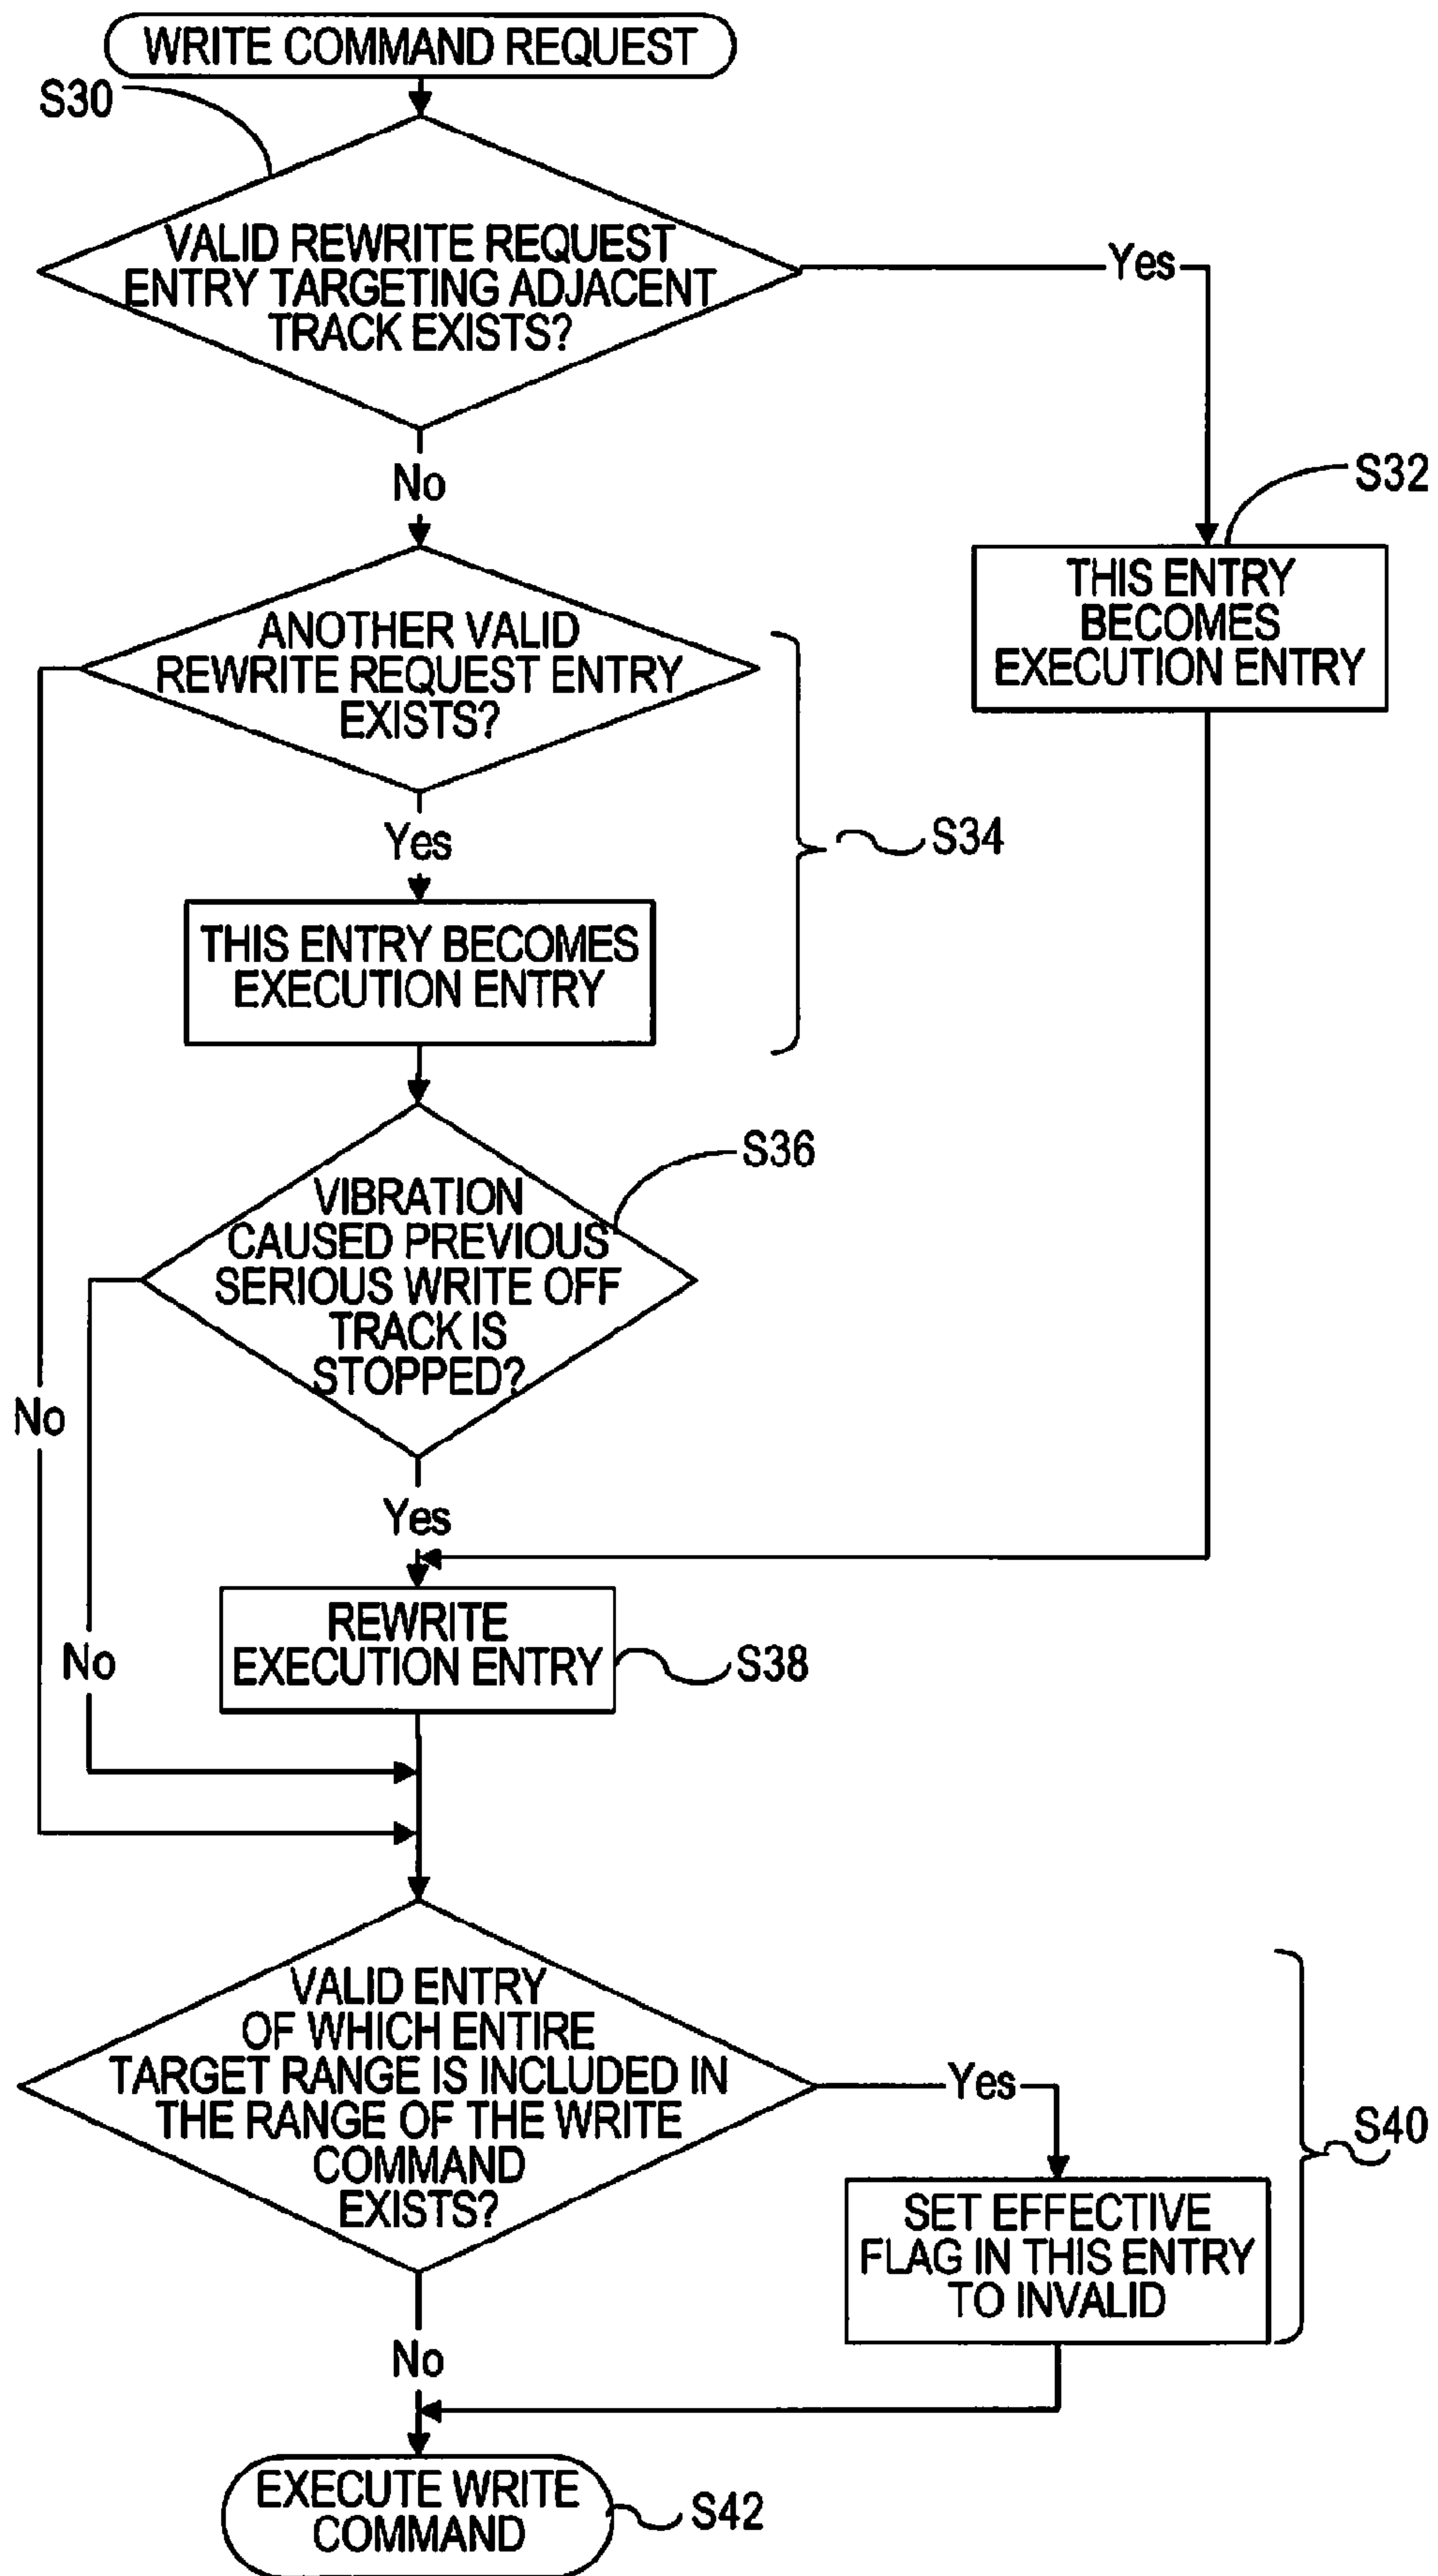 WRITE COMMAND REQUEST
S30
VALID REWRITE REQUEST
ENTRY TARGETING ADJACENT
TRACK EXISTS?
Yes
No
S32
THIS ENTRY
BECOMES
EXECUTION ENTRY
ANOTHER VALID
REWRITE REQUEST ENTRY
EXISTS?
S34
Yes
THIS ENTRY BECOMES
EXECUTION ENTRY
S36
VIBRATION
CAUSED PREVIOUS
SERIOUS WRITE OFF
TRACK IS
STOPPED?
No
Yes
REWRITE
EXECUTION ENTRY
S38
No
VALID ENTRY
OF WHICH ENTIRE
TARGET RANGE IS INCLUDED IN
THE RANGE OF THE WRITE
COMMAND
EXISTS?
Yes
S40
SET EFFECTIVE
FLAG IN THIS ENTRY
TO INVALID
No
EXECUTE WRITE
COMMAND
S42